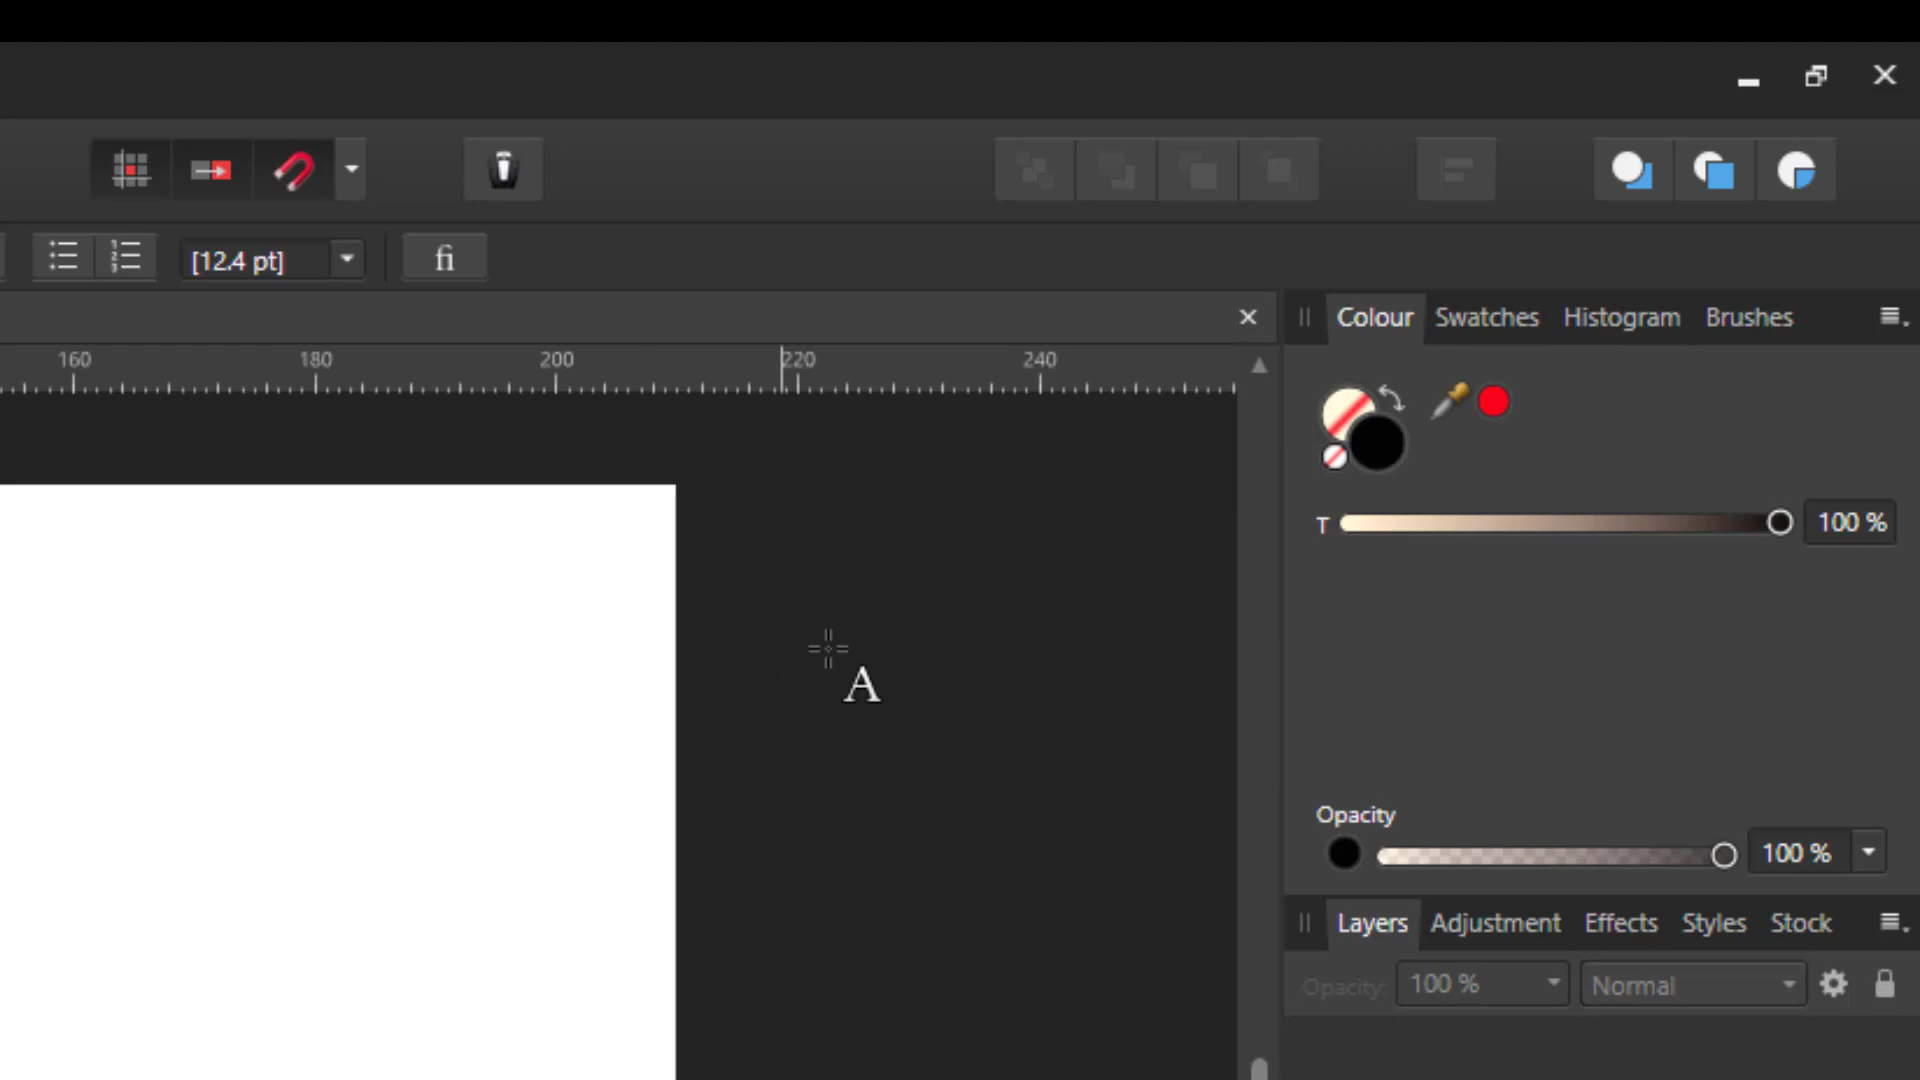 [12.4 pt]
fi
Colour Swatches Histogram Brushes
160 180 200 220 240
T 100 %
A
Opacity
100 %
Layers Adjustment Effects Styles Stock
Opacity: 100 % Normal